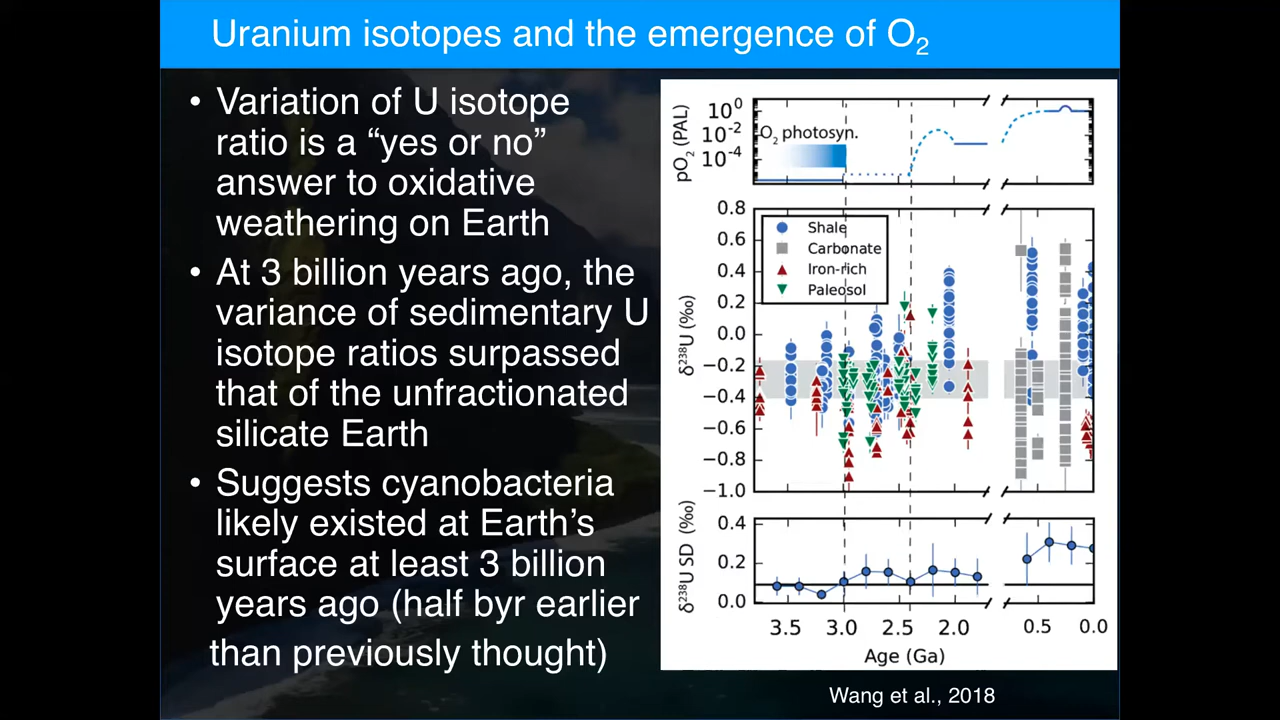 Uranium isotopes and the emergence of O₂
• Variation of U isotope
ratio is a “yes or no”
answer to oxidative
weathering on Earth
• At 3 billion years ago, the
variance of sedimentary U
isotope ratios surpassed
that of the unfractionated
silicate Earth
• Suggests cyanobacteria
likely existed at Earth’s
surface at least 3 billion
years ago (half byr earlier
than previously thought)
pO₂ (PAL)
10⁰
10⁻²
10⁻⁴
O₂ photosyn.
δ²³⁸U (‰)
0.8
0.6
0.4
0.2
0.0
−0.2
−0.4
−0.6
−0.8
−1.0
Shale
Carbonate
Iron-rich
Paleosol
δ²³⁸U SD (‰)
0.4
0.2
0.0
3.5 3.0 2.5 2.0 0.5 0.0
Age (Ga)
Wang et al., 2018